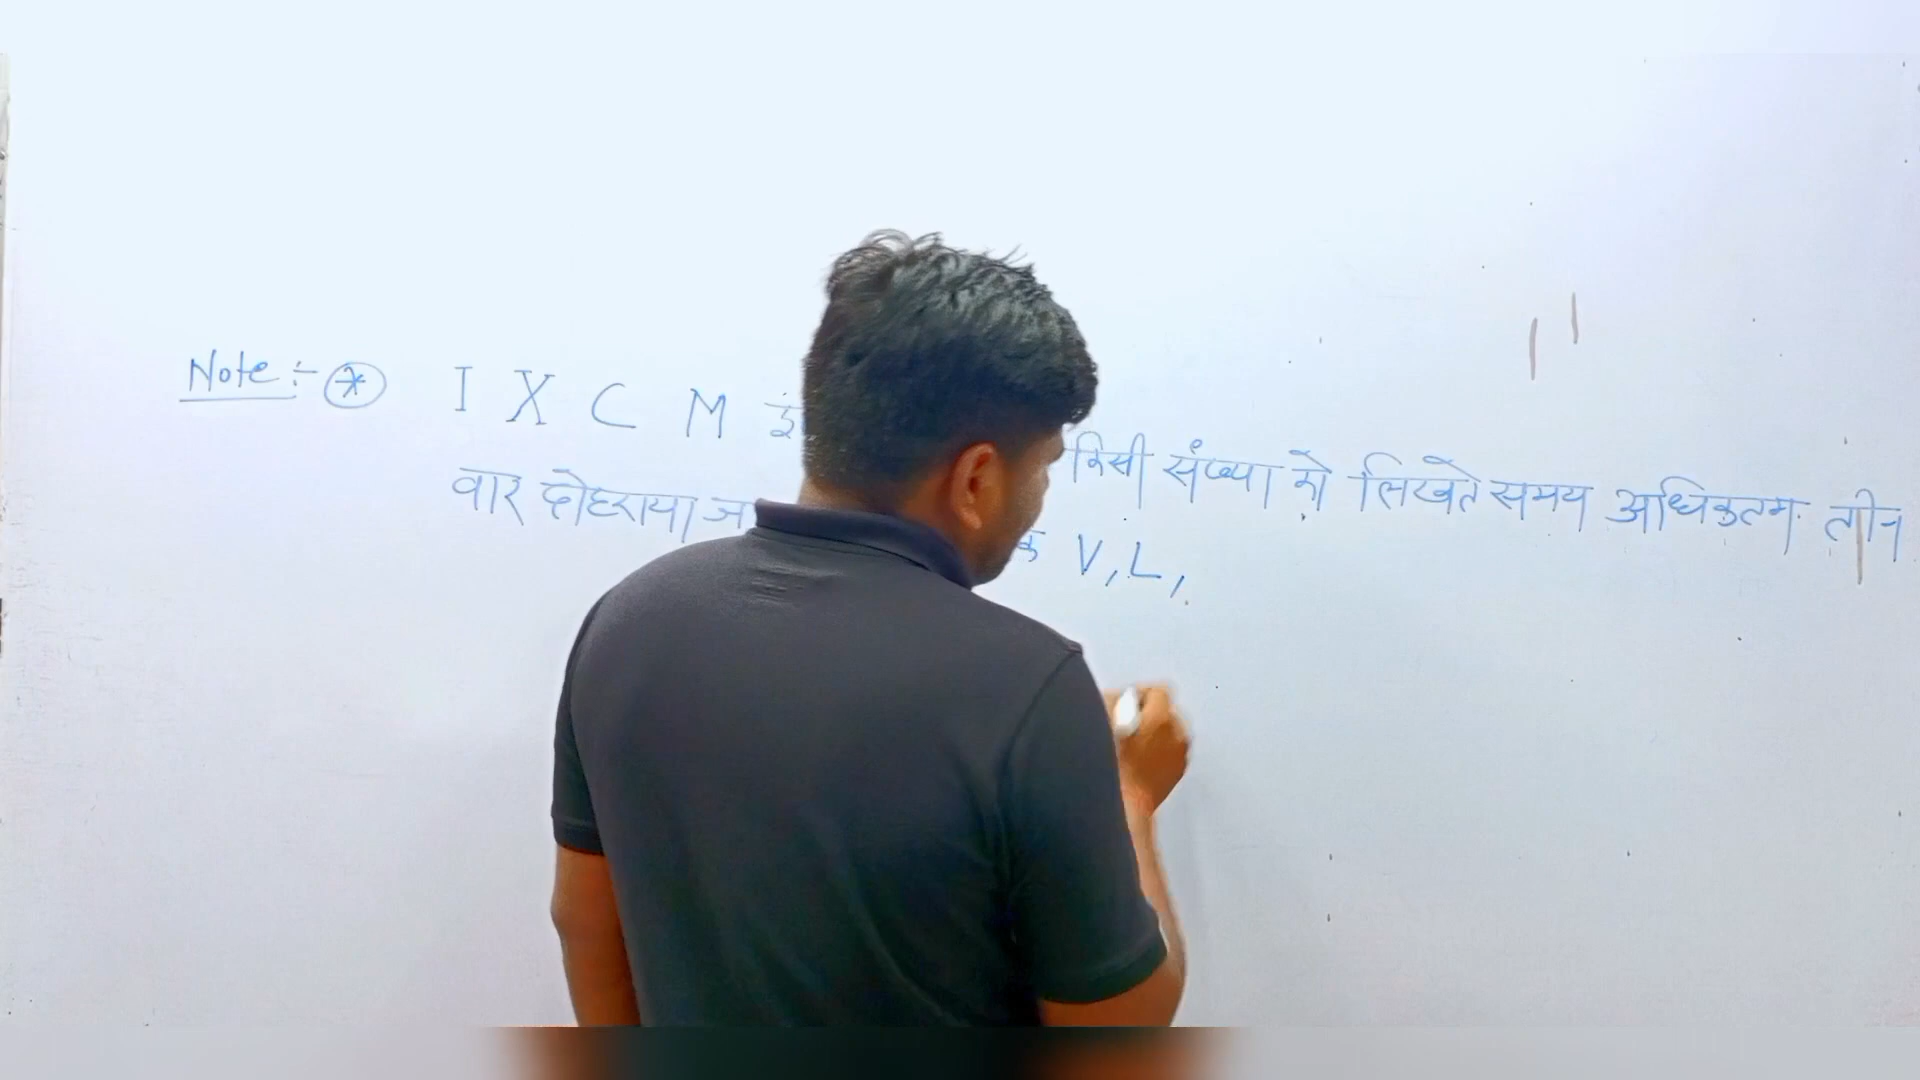 Note :- * I X C M किसी संख्या को लिखते समय अधिकतम तीन
वार दोहराया V, L,